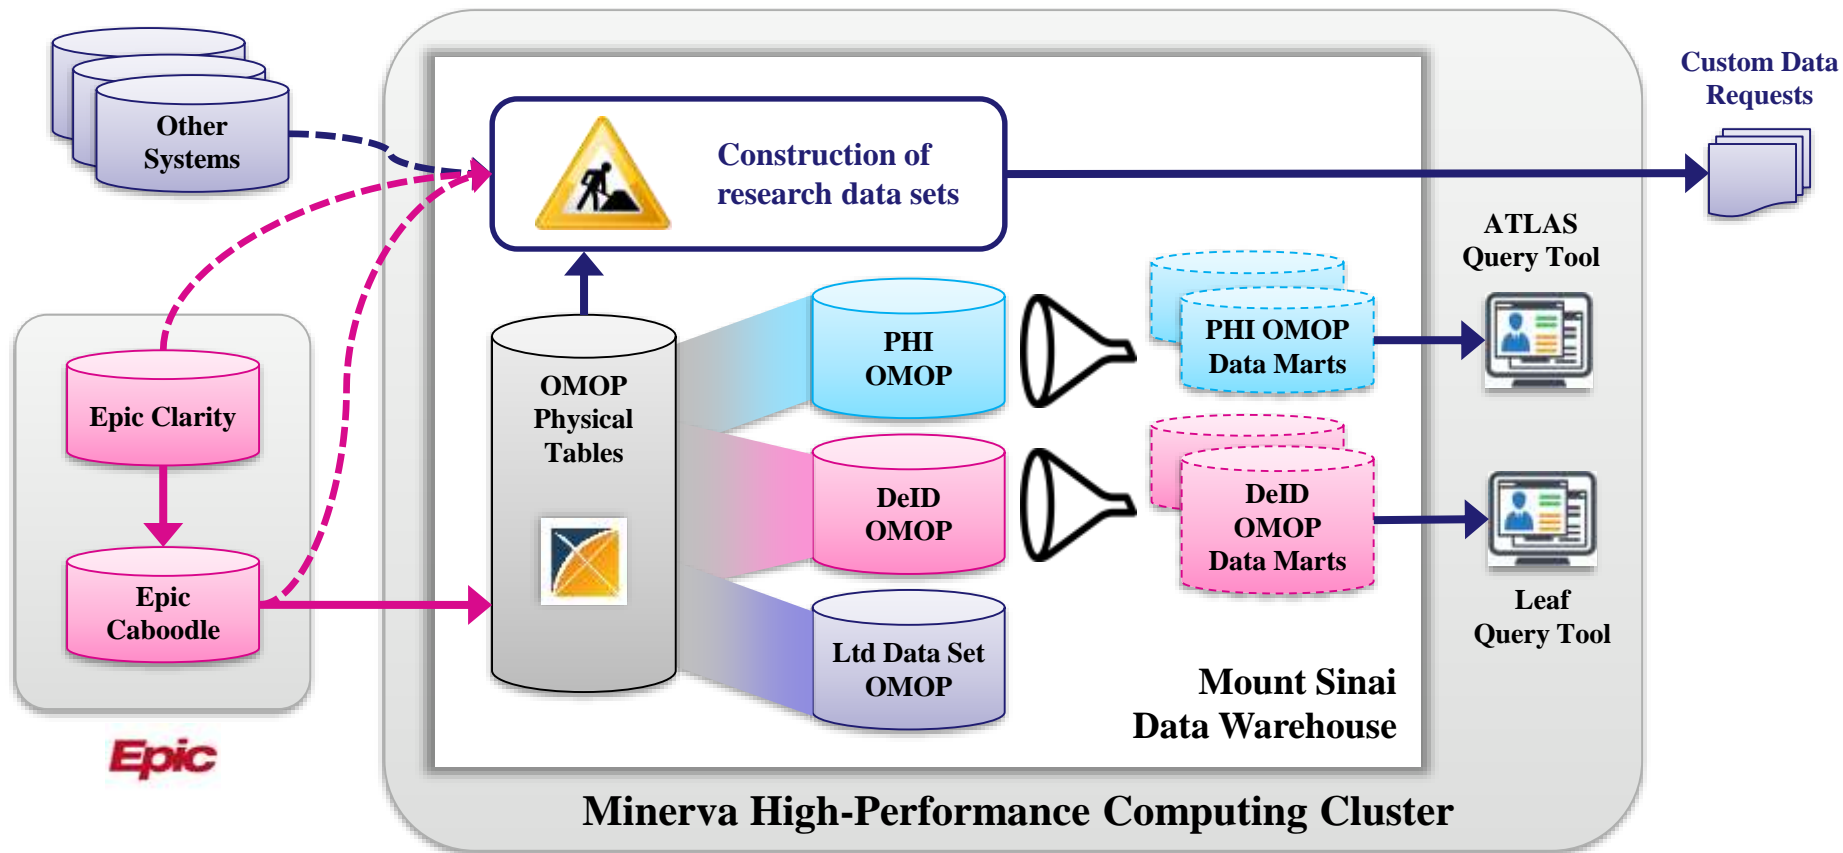 Other
Systems
Custom Data
Requests
Construction of
research data sets
ATLAS
Query Tool
Epic Clarity
Epic
Caboodle
Epic
OMOP
Physical
Tables
PHI
OMOP
PHI OMOP
Data Marts
DeID
OMOP
DeID
OMOP
Data Marts
Ltd Data Set
OMOP
Leaf
Query Tool
Mount Sinai
Data Warehouse
Minerva High-Performance Computing Cluster